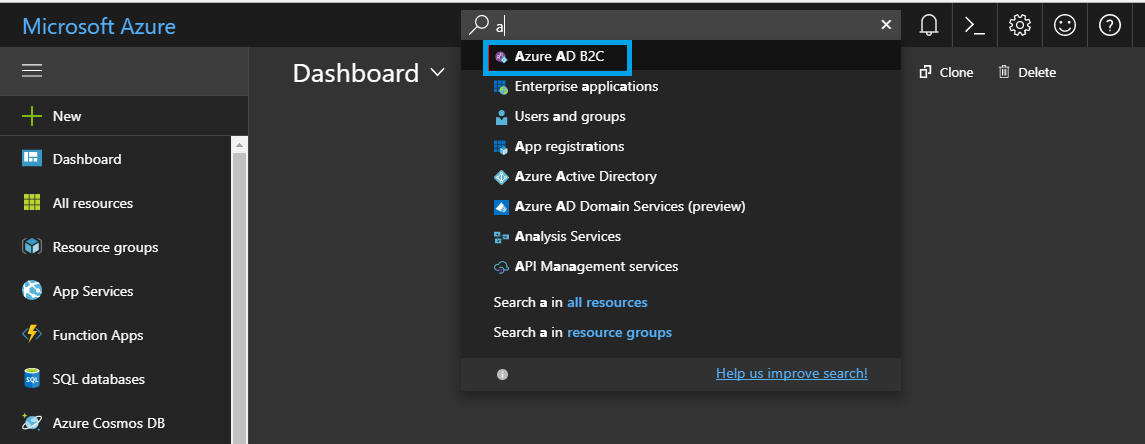 Microsoft Azure
a
Azure AD B2C
Dashboard
Clone
Delete
Enterprise applications
New
Users and groups
App registrations
Dashboard
Azure Active Directory
All resources
Azure AD Domain Services (preview)
Analysis Services
Resource groups
API Management services
App Services
Search a in all resources
Function Apps
Search a in resource groups
SQL databases
Help us improve search!
Azure Cosmos DB